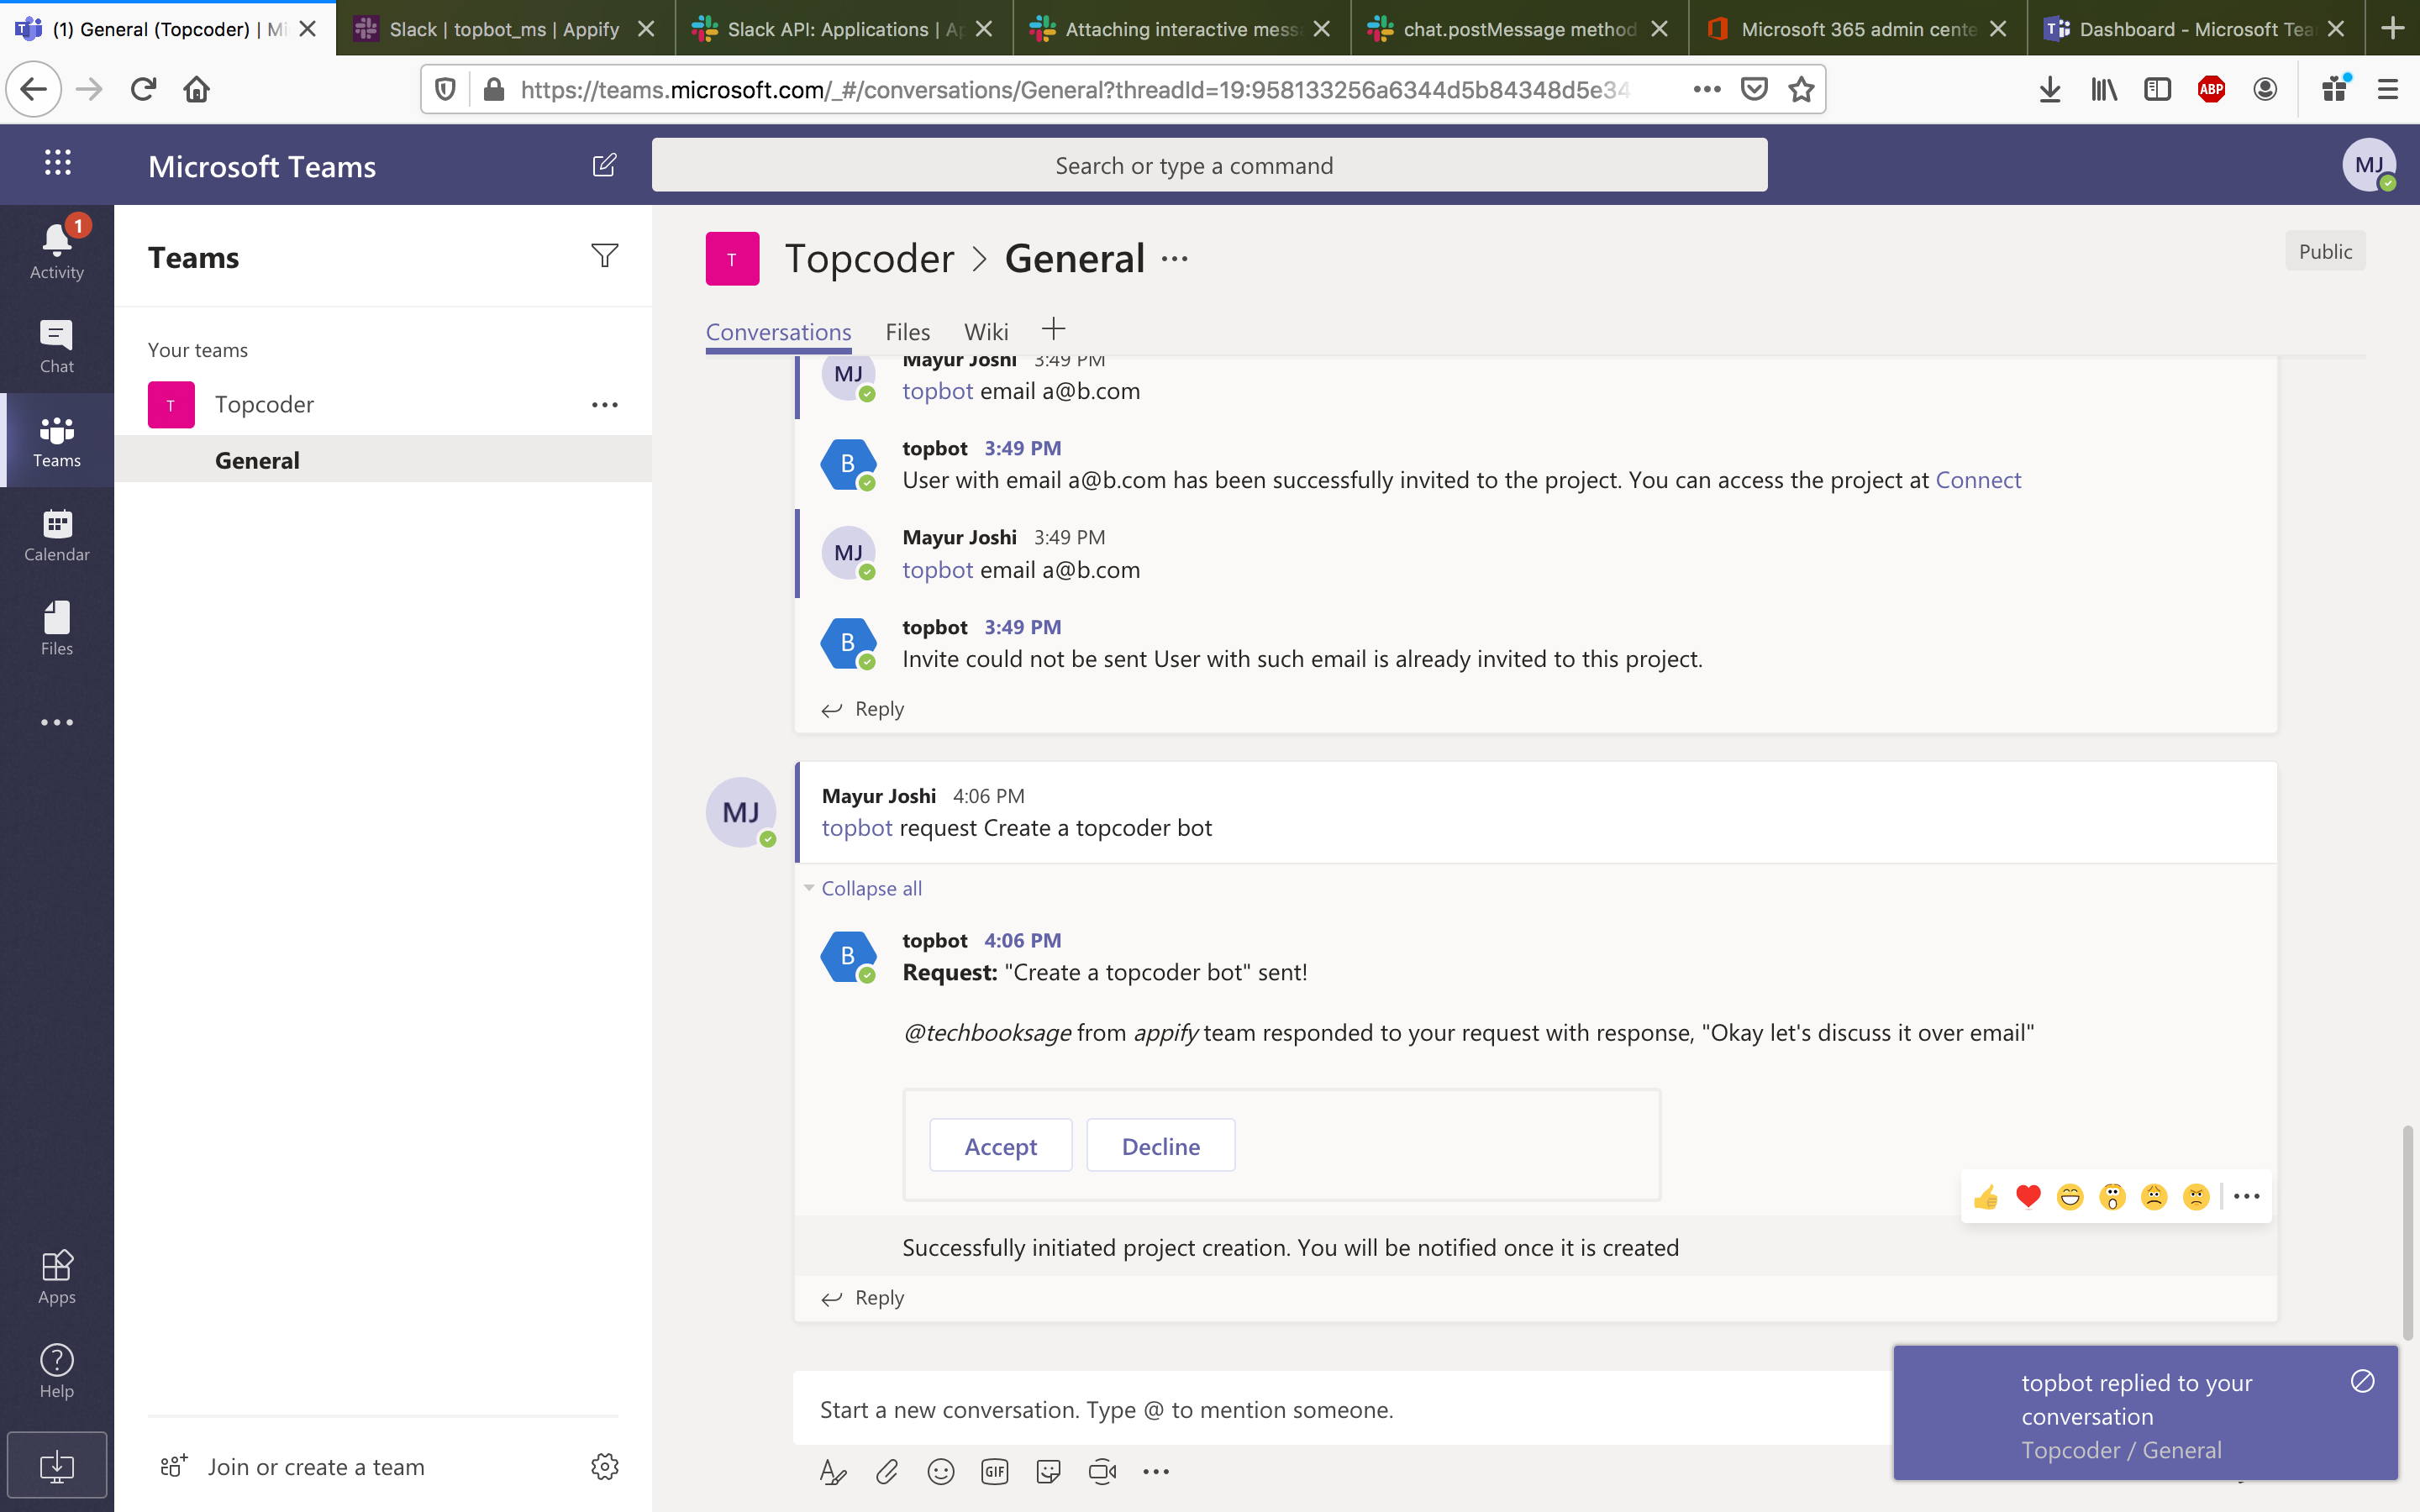 (1) General (Topcoder) | Mi
Slack | topbot_ms | Appify
Slack API: Applications | Ap
Attaching interactive mess
chat.postMessage method
Microsoft 365 admin cente
Dashboard - Microsoft Tea
https://teams.microsoft.com/_#/conversations/General?threadId=19:958133256a6344d5b84348d5e34
ABP
Microsoft Teams
Search or type a command
MJ
1
Activity
Chat
Teams
Calendar
Files
Apps
Help
Teams
Your teams
T
Topcoder
General
Join or create a team
T
Topcoder > General
Public
Conversations
Files
Wiki
MJ
Mayur Joshi 3:49 PM
topbot email a@b.com
B
topbot 3:49 PM
User with email a@b.com has been successfully invited to the project. You can access the project at Connect
MJ
Mayur Joshi 3:49 PM
topbot email a@b.com
B
topbot 3:49 PM
Invite could not be sent User with such email is already invited to this project.
Reply
MJ
Mayur Joshi 4:06 PM
topbot request Create a topcoder bot
Collapse all
B
topbot 4:06 PM
Request: "Create a topcoder bot" sent!
@techbooksage from appify team responded to your request with response, "Okay let's discuss it over email"
Accept
Decline
Successfully initiated project creation. You will be notified once it is created
Reply
Start a new conversation. Type @ to mention someone.
GIF
topbot replied to your
conversation
Topcoder / General